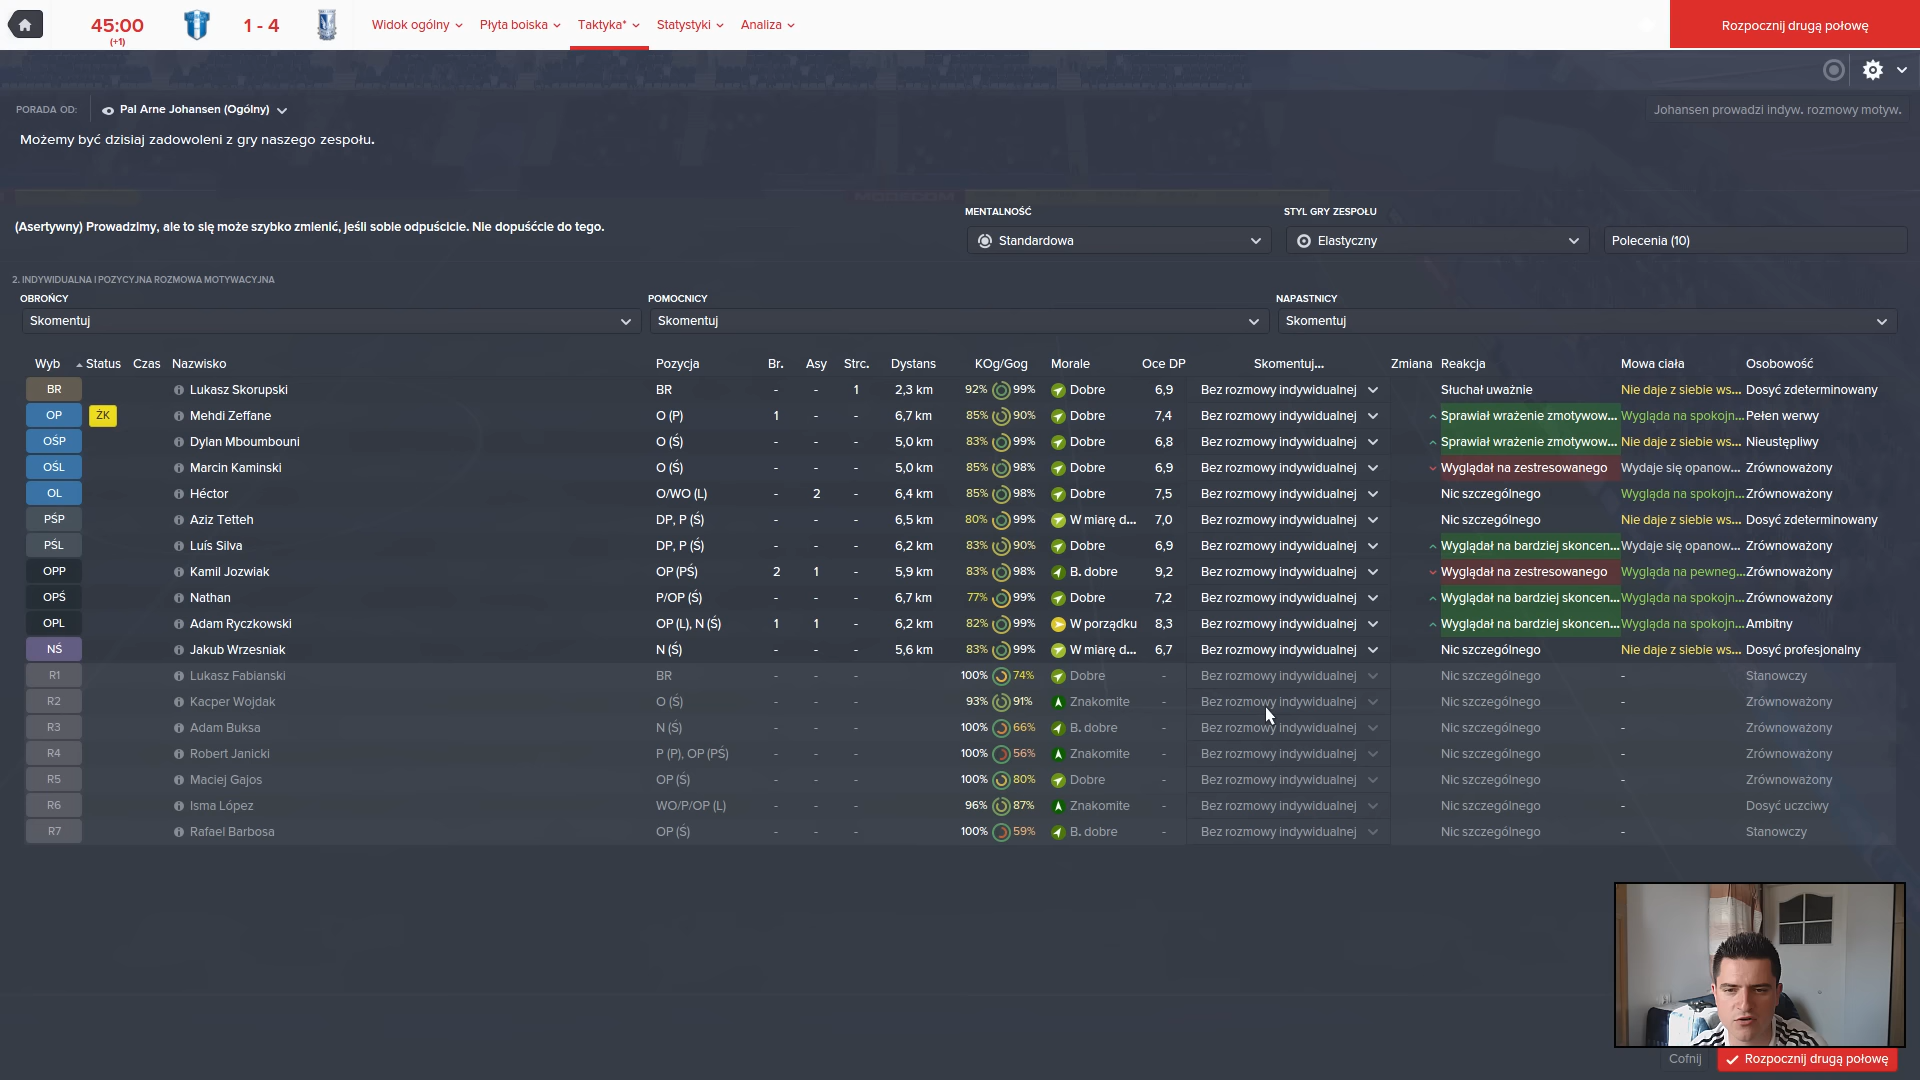 45:00
(+1)
1 - 4
Widok ogólny
Płyta boiska
Taktyka*
Statystyki
Analiza
Rozpocznij drugą połowę
PORADA OD: Pal Arne Johansen (Ogólny)
Johansen prowadzi indyw. rozmowy motyw.
Możemy być dzisiaj zadowoleni z gry naszego zespołu.
MENTALNOŚĆ
STYL GRY ZESPOŁU
(Asertywny) Prowadzimy, ale to się może szybko zmienić, jeśli sobie odpuścicie. Nie dopuśćcie do tego.
Standardowa
Elastyczny
Polecenia (10)
2. INDYWIDUALNA I POZYCYJNA ROZMOWA MOTYWACYJNA
OBROŃCY
POMOCNICY
NAPASTNICY
Skomentuj
Skomentuj
Skomentuj
Wyb Status Czas Nazwisko Pozycja Br. Asy Strc. Dystans KOg/Gog Morale Oce DP Skomentuj... Zmiana Reakcja Mowa ciała Osobowość
BR Lukasz Skorupski BR - - 1 2,3 km 92% 99% Dobre 6,9 Bez rozmowy indywidualnej Słuchał uważnie Nie daje z siebie ws... Dosyć zdeterminowany
OP ŻK Mehdi Zeffane O (P) 1 - - 6,7 km 85% 90% Dobre 7,4 Bez rozmowy indywidualnej Sprawiał wrażenie zmotywow... Wygląda na spokojn... Pełen werwy
OŚP Dylan Mboumbouni O (Ś) - - - 5,0 km 83% 99% Dobre 6,8 Bez rozmowy indywidualnej Sprawiał wrażenie zmotywow... Nie daje z siebie ws... Nieustępliwy
OŚL Marcin Kaminski O (Ś) - - - 5,0 km 85% 98% Dobre 6,9 Bez rozmowy indywidualnej Wyglądał na zestresowanego Wydaje się opanow... Zrównoważony
OL Héctor O/WO (L) - 2 - 6,4 km 85% 98% Dobre 7,5 Bez rozmowy indywidualnej Nic szczególnego Wygląda na spokojn... Zrównoważony
PŚP Aziz Tetteh DP, P (Ś) - - - 6,5 km 80% 99% W miarę d... 7,0 Bez rozmowy indywidualnej Nic szczególnego Nie daje z siebie ws... Dosyć zdeterminowany
PŚL Luís Silva DP, P (Ś) - - - 6,2 km 83% 90% Dobre 6,9 Bez rozmowy indywidualnej Wyglądał na bardziej skoncen... Wydaje się opanow... Zrównoważony
OPP Kamil Jozwiak OP (PŚ) 2 1 - 5,9 km 83% 98% B. dobre 9,2 Bez rozmowy indywidualnej Wyglądał na zestresowanego Wygląda na pewneg... Zrównoważony
OPŚ Nathan P/OP (Ś) - - - 6,7 km 77% 99% Dobre 7,2 Bez rozmowy indywidualnej Wyglądał na bardziej skoncen... Wygląda na spokojn... Zrównoważony
OPL Adam Ryczkowski OP (L), N (Ś) 1 1 - 6,2 km 82% 99% W porządku 8,3 Bez rozmowy indywidualnej Wyglądał na bardziej skoncen... Wygląda na spokojn... Ambitny
NŚ Jakub Wrzesniak N (Ś) - - - 5,6 km 83% 99% W miarę d... 6,7 Bez rozmowy indywidualnej Nic szczególnego Nie daje z siebie ws... Dosyć profesjonalny
R1 Lukasz Fabianski BR - - - 100% 74% Dobre - Bez rozmowy indywidualnej Nic szczególnego - Stanowczy
R2 Kacper Wojdak O (Ś) - - - 93% 91% Znakomite - Bez rozmowy indywidualnej Nic szczególnego - Zrównoważony
R3 Adam Buksa N (Ś) - - - 100% 66% B. dobre - Bez rozmowy indywidualnej Nic szczególnego - Zrównoważony
R4 Robert Janicki P (P), OP (PŚ) - - - 100% 56% Znakomite - Bez rozmowy indywidualnej Nic szczególnego - Zrównoważony
R5 Maciej Gajos OP (Ś) - - - 100% 80% Dobre - Bez rozmowy indywidualnej Nic szczególnego - Zrównoważony
R6 Isma López WO/P/OP (L) - - - 96% 87% Znakomite - Bez rozmowy indywidualnej Nic szczególnego - Dosyć uczciwy
R7 Rafael Barbosa OP (Ś) - - - 100% 59% B. dobre - Bez rozmowy indywidualnej Nic szczególnego - Stanowczy
Cofnij
Rozpocznij drugą połowę